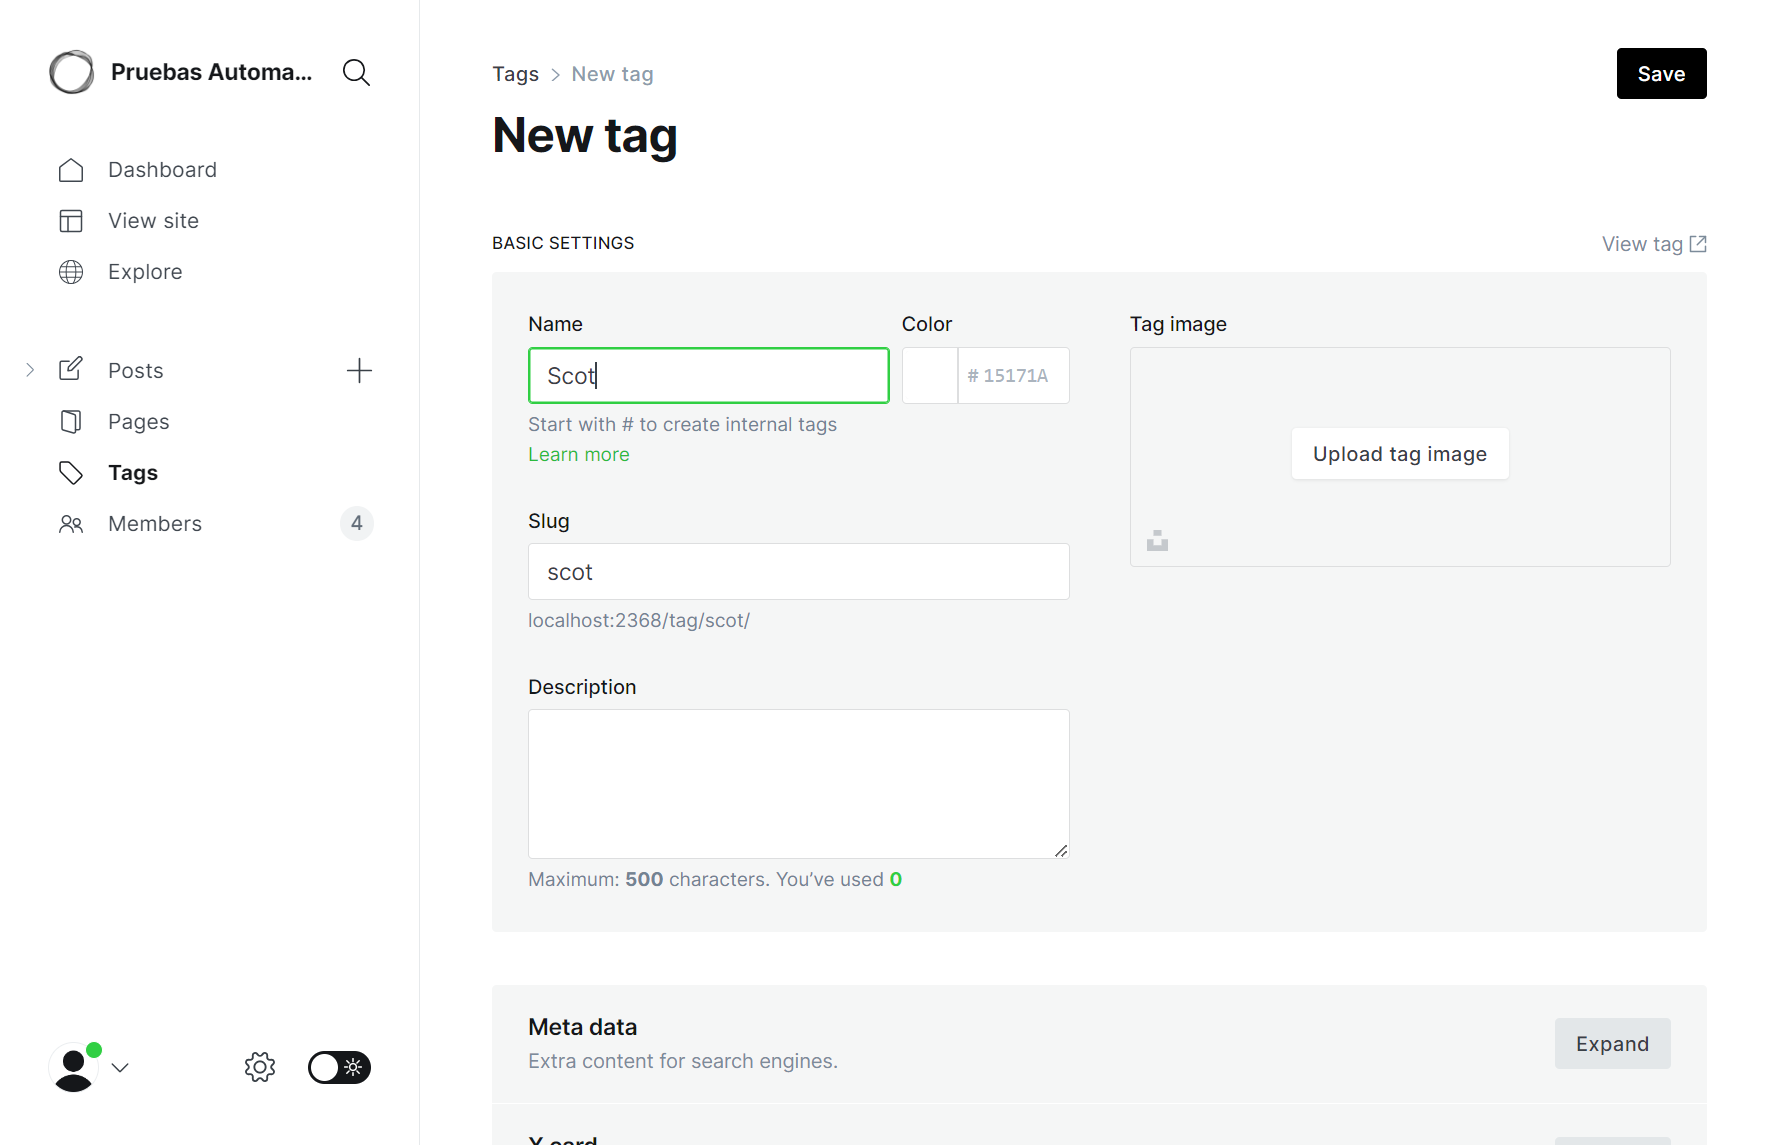 Pruebas Automa...
Dashboard
View site
Explore
Posts
Pages
Tags
Members
4
Tags > New tag
Save
New tag
BASIC SETTINGS
View tag
Name
Color
Tag image
Scot
# 15171A
Start with # to create internal tags
Learn more
Upload tag image
Slug
scot
localhost:2368/tag/scot/
Description
Maximum: 500 characters. You’ve used 0
Meta data
Extra content for search engines.
Expand
X card